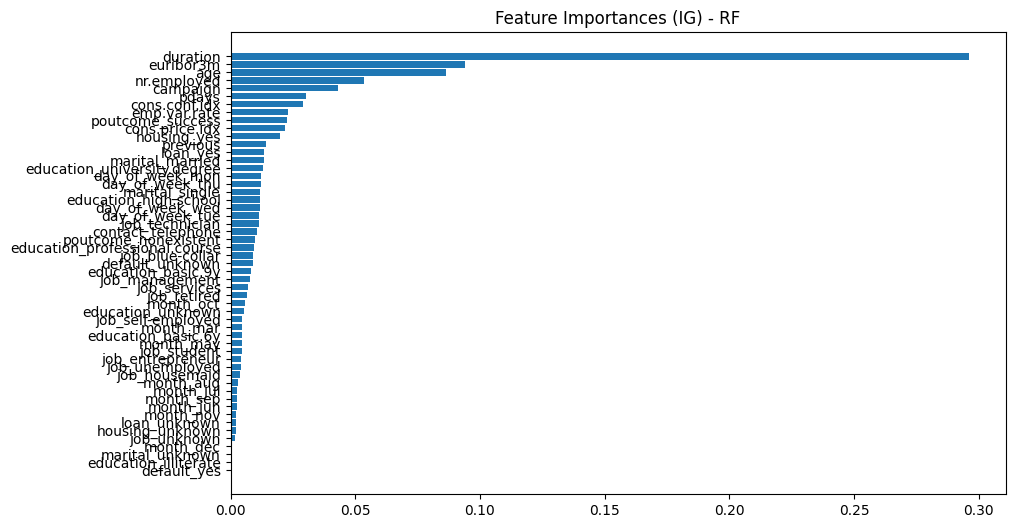 Feature Importances (IG) - RF
duration
euribor3m
age
nr.employed
campaign
pdays
cons.conf.idx
emp.var.rate
poutcome_success
cons.price.idx
housing_yes
previous
loan_yes
marital_married
education_university.degree
day_of_week_mon
day_of_week_thu
marital_single
education_high.school
day_of_week_wed
day_of_week_tue
job_technician
contact_telephone
poutcome_nonexistent
education_professional.course
job_blue-collar
default_unknown
education_basic.9y
job_management
job_services
job_retired
month_oct
education_unknown
job_self-employed
month_mar
education_basic.6y
month_may
job_student
job_entrepreneur
job_unemployed
job_housemaid
month_aug
month_jul
month_sep
month_jun
month_nov
loan_unknown
housing_unknown
job_unknown
month_dec
marital_unknown
education_illiterate
default_yes
0.00 0.05 0.10 0.15 0.20 0.25 0.30